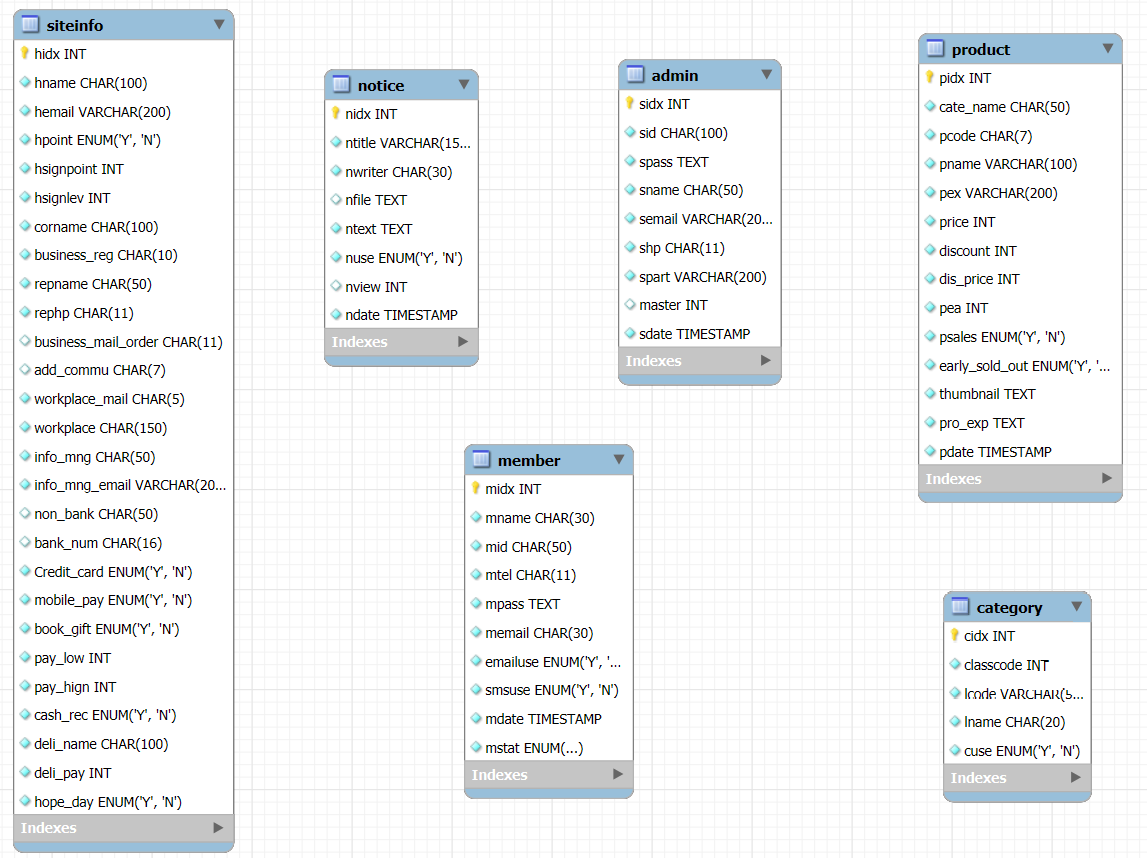 siteinfo
hidx INT
hname CHAR(100)
hemail VARCHAR(200)
hpoint ENUM('Y', 'N')
hsignpoint INT
hsignlev INT
corname CHAR(100)
business_reg CHAR(10)
repname CHAR(50)
rephp CHAR(11)
business_mail_order CHAR(11)
add_commu CHAR(7)
workplace_mail CHAR(5)
workplace CHAR(150)
info_mng CHAR(50)
info_mng_email VARCHAR(20...
non_bank CHAR(50)
bank_num CHAR(16)
Credit_card ENUM('Y', 'N')
mobile_pay ENUM('Y', 'N')
book_gift ENUM('Y', 'N')
pay_low INT
pay_hign INT
cash_rec ENUM('Y', 'N')
deli_name CHAR(100)
deli_pay INT
hope_day ENUM('Y', 'N')
Indexes
notice
nidx INT
ntitle VARCHAR(15...
nwriter CHAR(30)
nfile TEXT
ntext TEXT
nuse ENUM('Y', 'N')
nview INT
ndate TIMESTAMP
Indexes
admin
sidx INT
sid CHAR(100)
spass TEXT
sname CHAR(50)
semail VARCHAR(20...
shp CHAR(11)
spart VARCHAR(200)
master INT
sdate TIMESTAMP
Indexes
member
midx INT
mname CHAR(30)
mid CHAR(50)
mtel CHAR(11)
mpass TEXT
memail CHAR(30)
emailuse ENUM('Y', '...
smsuse ENUM('Y', 'N')
mdate TIMESTAMP
mstat ENUM(...)
Indexes
product
pidx INT
cate_name CHAR(50)
pcode CHAR(7)
pname VARCHAR(100)
pex VARCHAR(200)
price INT
discount INT
dis_price INT
pea INT
psales ENUM('Y', 'N')
early_sold_out ENUM('Y', '...
thumbnail TEXT
pro_exp TEXT
pdate TIMESTAMP
Indexes
category
cidx INT
classcode INT
lcode VARCHAR(5...
lname CHAR(20)
cuse ENUM('Y', 'N')
Indexes